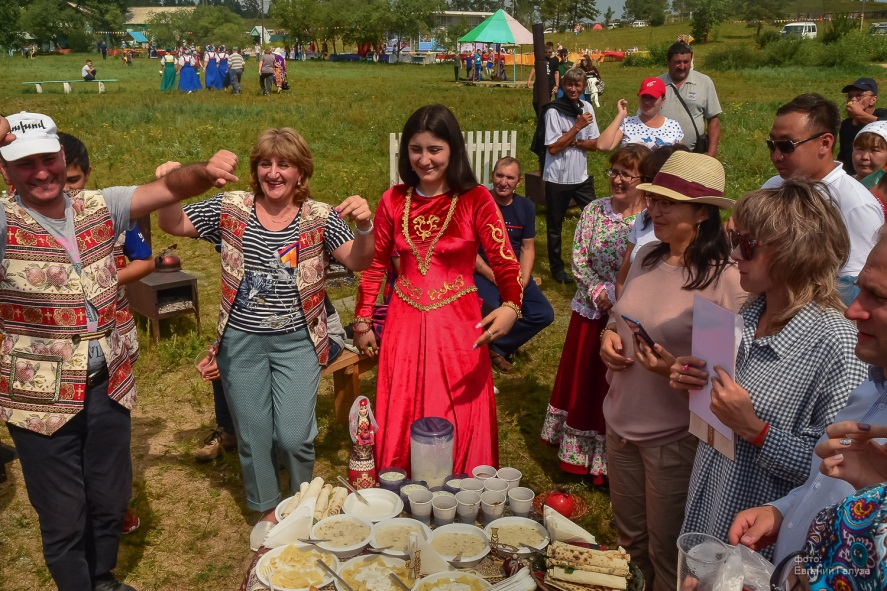 фото:
Евгений Галуза